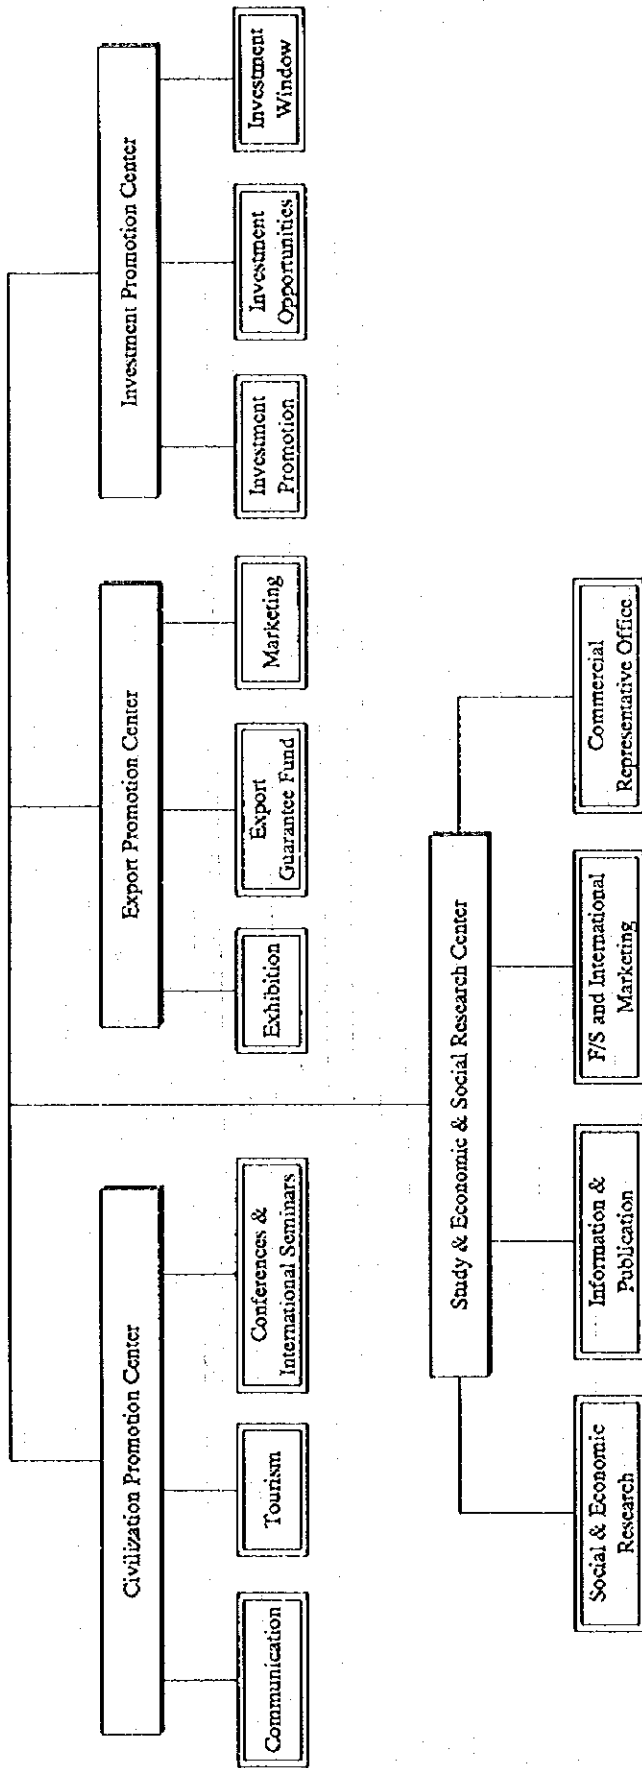 Civilization Promotion Center
Export Promotion Center
Investment Promotion Center
Communication
Tourism
Conferences &
International Seminars
Exhibition
Export
Guarantee Fund
Marketing
Investment
Promotion
Investment
Opportunities
Investment
Window
Study & Economic & Social Research Center
Social & Economic
Research
Information &
Publication
F/S and International
Marketing
Commercial
Representative Office